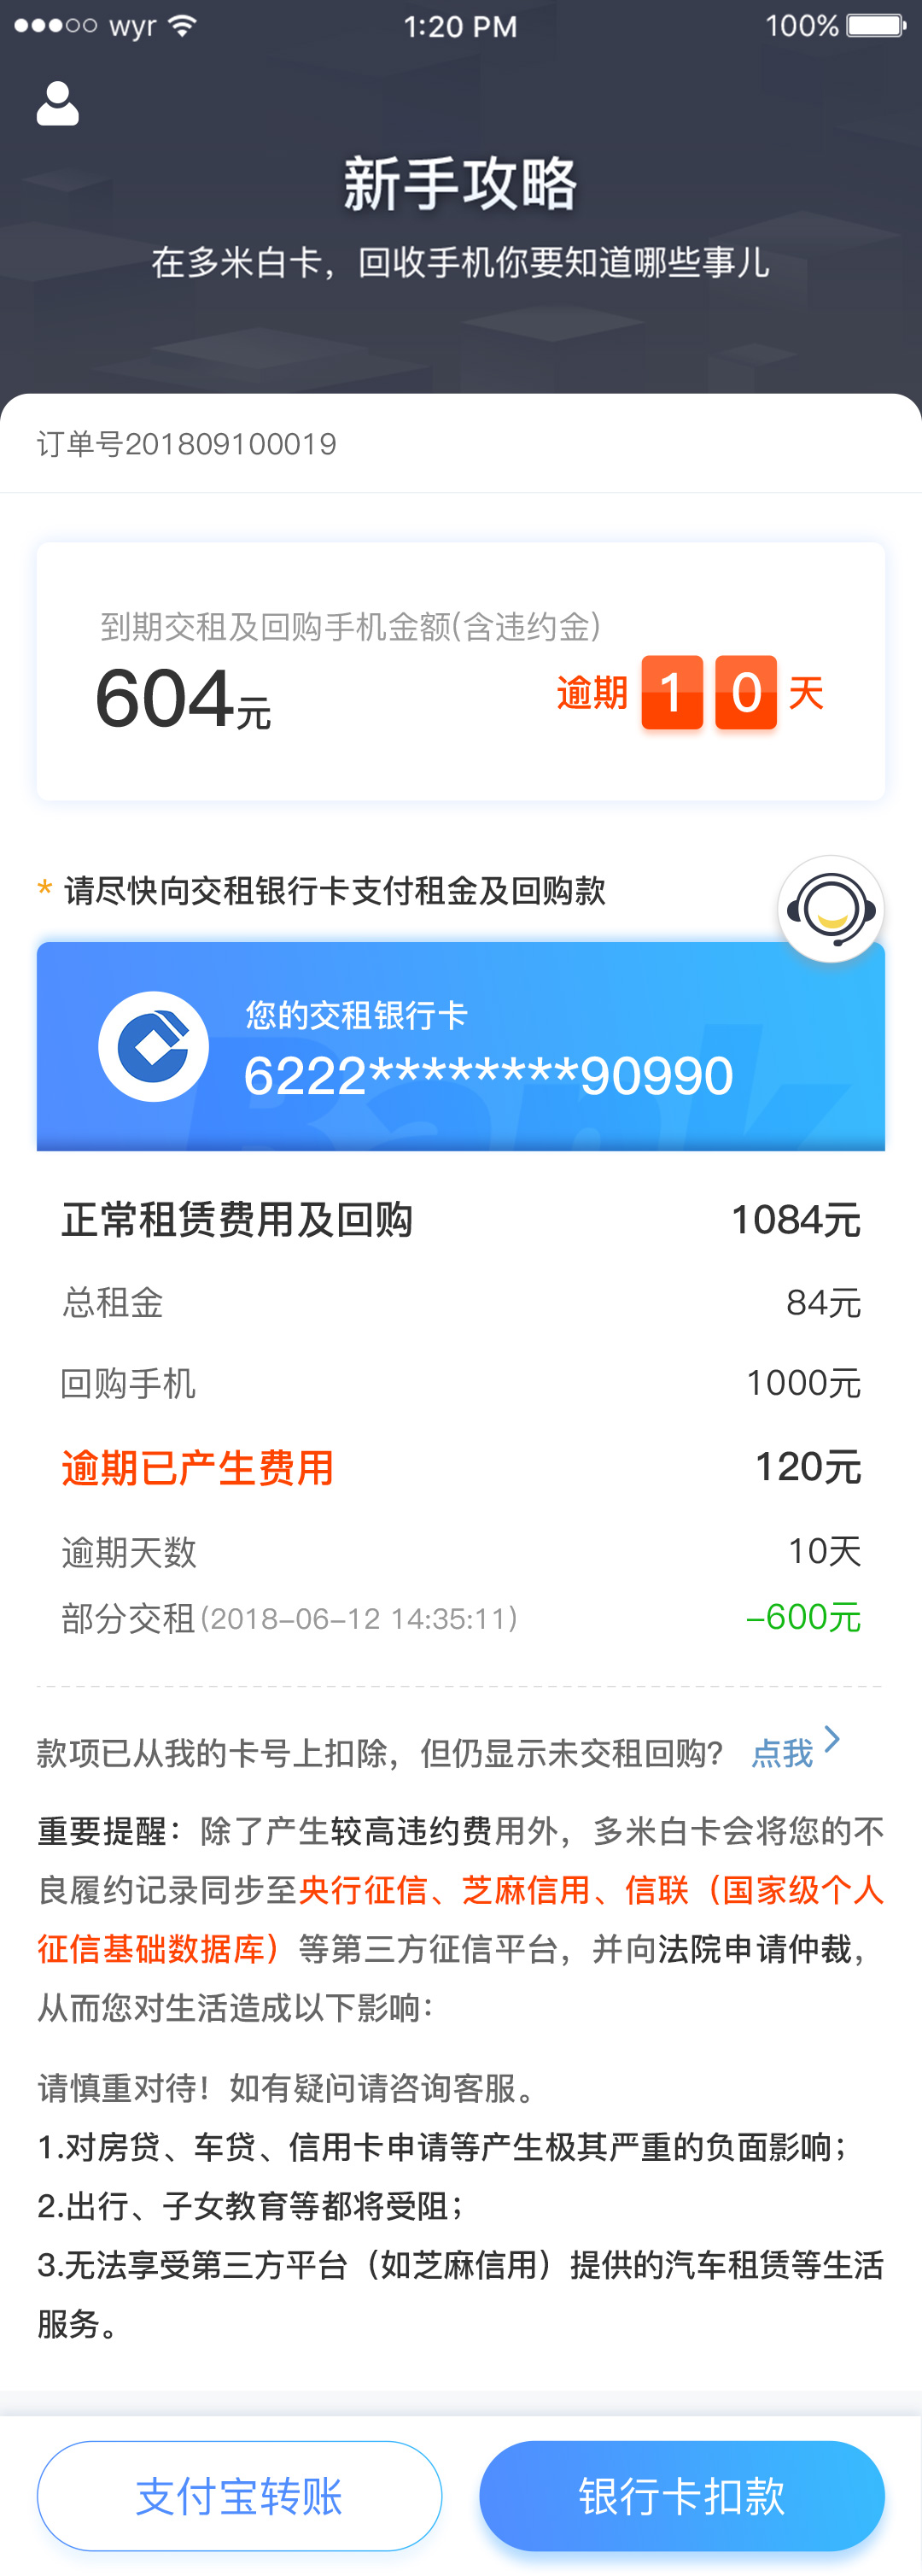 wyr 1:20 PM 100%
新手攻略
在多米白卡，回收手机你要知道哪些事儿
订单号201809100019
到期交租及回购手机金额(含违约金)
604元 逾期 1 0 天
* 请尽快向交租银行卡支付租金及回购款
您的交租银行卡
6222********90990
Bank
正常租赁费用及回购 1084元
总租金 84元
回购手机 1000元
逾期已产生费用 120元
逾期天数 10天
部分交租(2018-06-12 14:35:11) -600元
款项已从我的卡号上扣除，但仍显示未交租回购？ 点我
重要提醒：除了产生较高违约费用外，多米白卡会将您的不
良履约记录同步至央行征信、芝麻信用、信联（国家级个人
征信基础数据库）等第三方征信平台，并向法院申请仲裁，
从而您对生活造成以下影响：
请慎重对待！如有疑问请咨询客服。
1.对房贷、车贷、信用卡申请等产生极其严重的负面影响；
2.出行、子女教育等都将受阻；
3.无法享受第三方平台（如芝麻信用）提供的汽车租赁等生活
服务。
支付宝转账 银行卡扣款